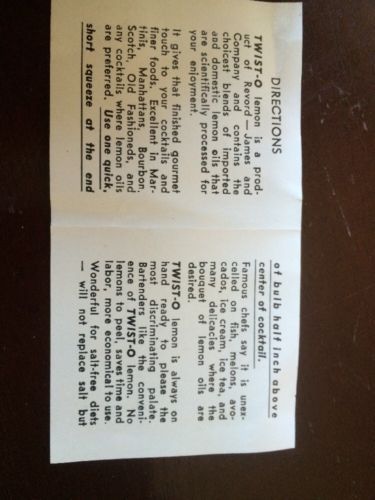 DIRECTIONS
TWIST-O lemon is a prod-
uct of Revord — James and
Company and contains the
choicest blends of imported
and domestic lemon oils that
are scientifically processed for
your enjoyment.
It gives that finished gourmet
touch to your cocktails and
finer foods. Excellent in Mar-
tinis, Manhattans, Bourbon,
Scotch, Old Fashioneds, and
any cocktails where lemon oils
are preferred. Use one quick,
short squeeze at the end
of bulb half inch above
center of cocktail.
Famous chefs say it is unex-
celled on fish, melons, avo-
cados, ice cream, ice tea, and
many delicacies where the
bouquet of lemon oils are
desired.
TWIST-O lemon is always on
hand ready to please the
most discriminating palate.
Bartenders like the conveni-
ence of TWIST-O lemon. No
lemons to peel, saves time and
labor, more economical to use.
Wonderful for salt-free diets
— will not replace salt but